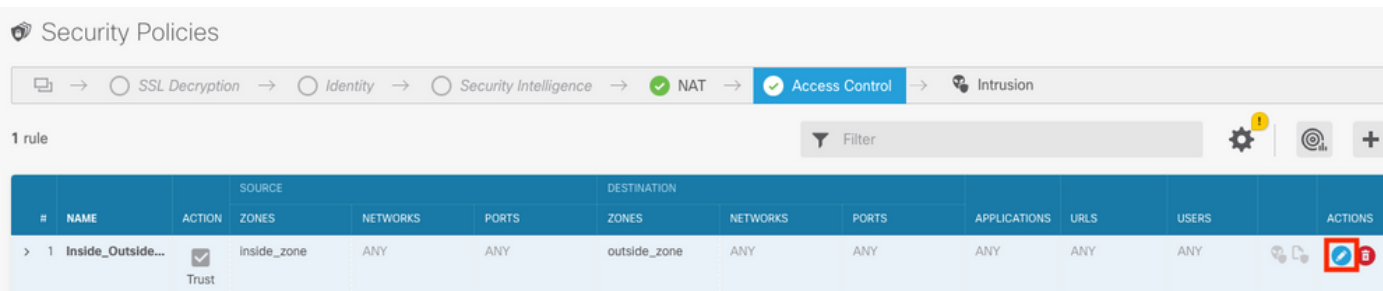 Security Policies
→ SSL Decryption → Identity → Security Intelligence → NAT → Access Control → Intrusion
1 rule
Filter
!
+
SOURCE DESTINATION
# NAME ACTION ZONES NETWORKS PORTS ZONES NETWORKS PORTS APPLICATIONS URLS USERS ACTIONS
> 1 Inside_Outside... inside_zone ANY ANY outside_zone ANY ANY ANY ANY ANY
Trust